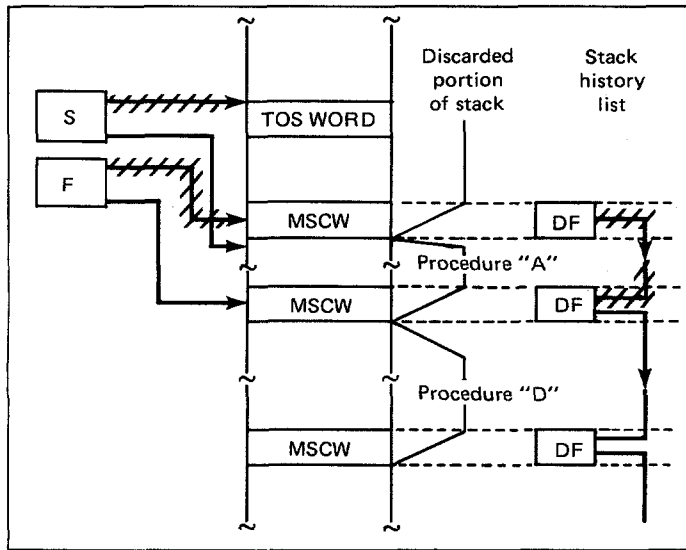 Discarded
portion
of stack
Stack
history
list
S
TOS WORD
F
MSCW
DF
Procedure "A"
MSCW
DF
Procedure "D"
MSCW
DF